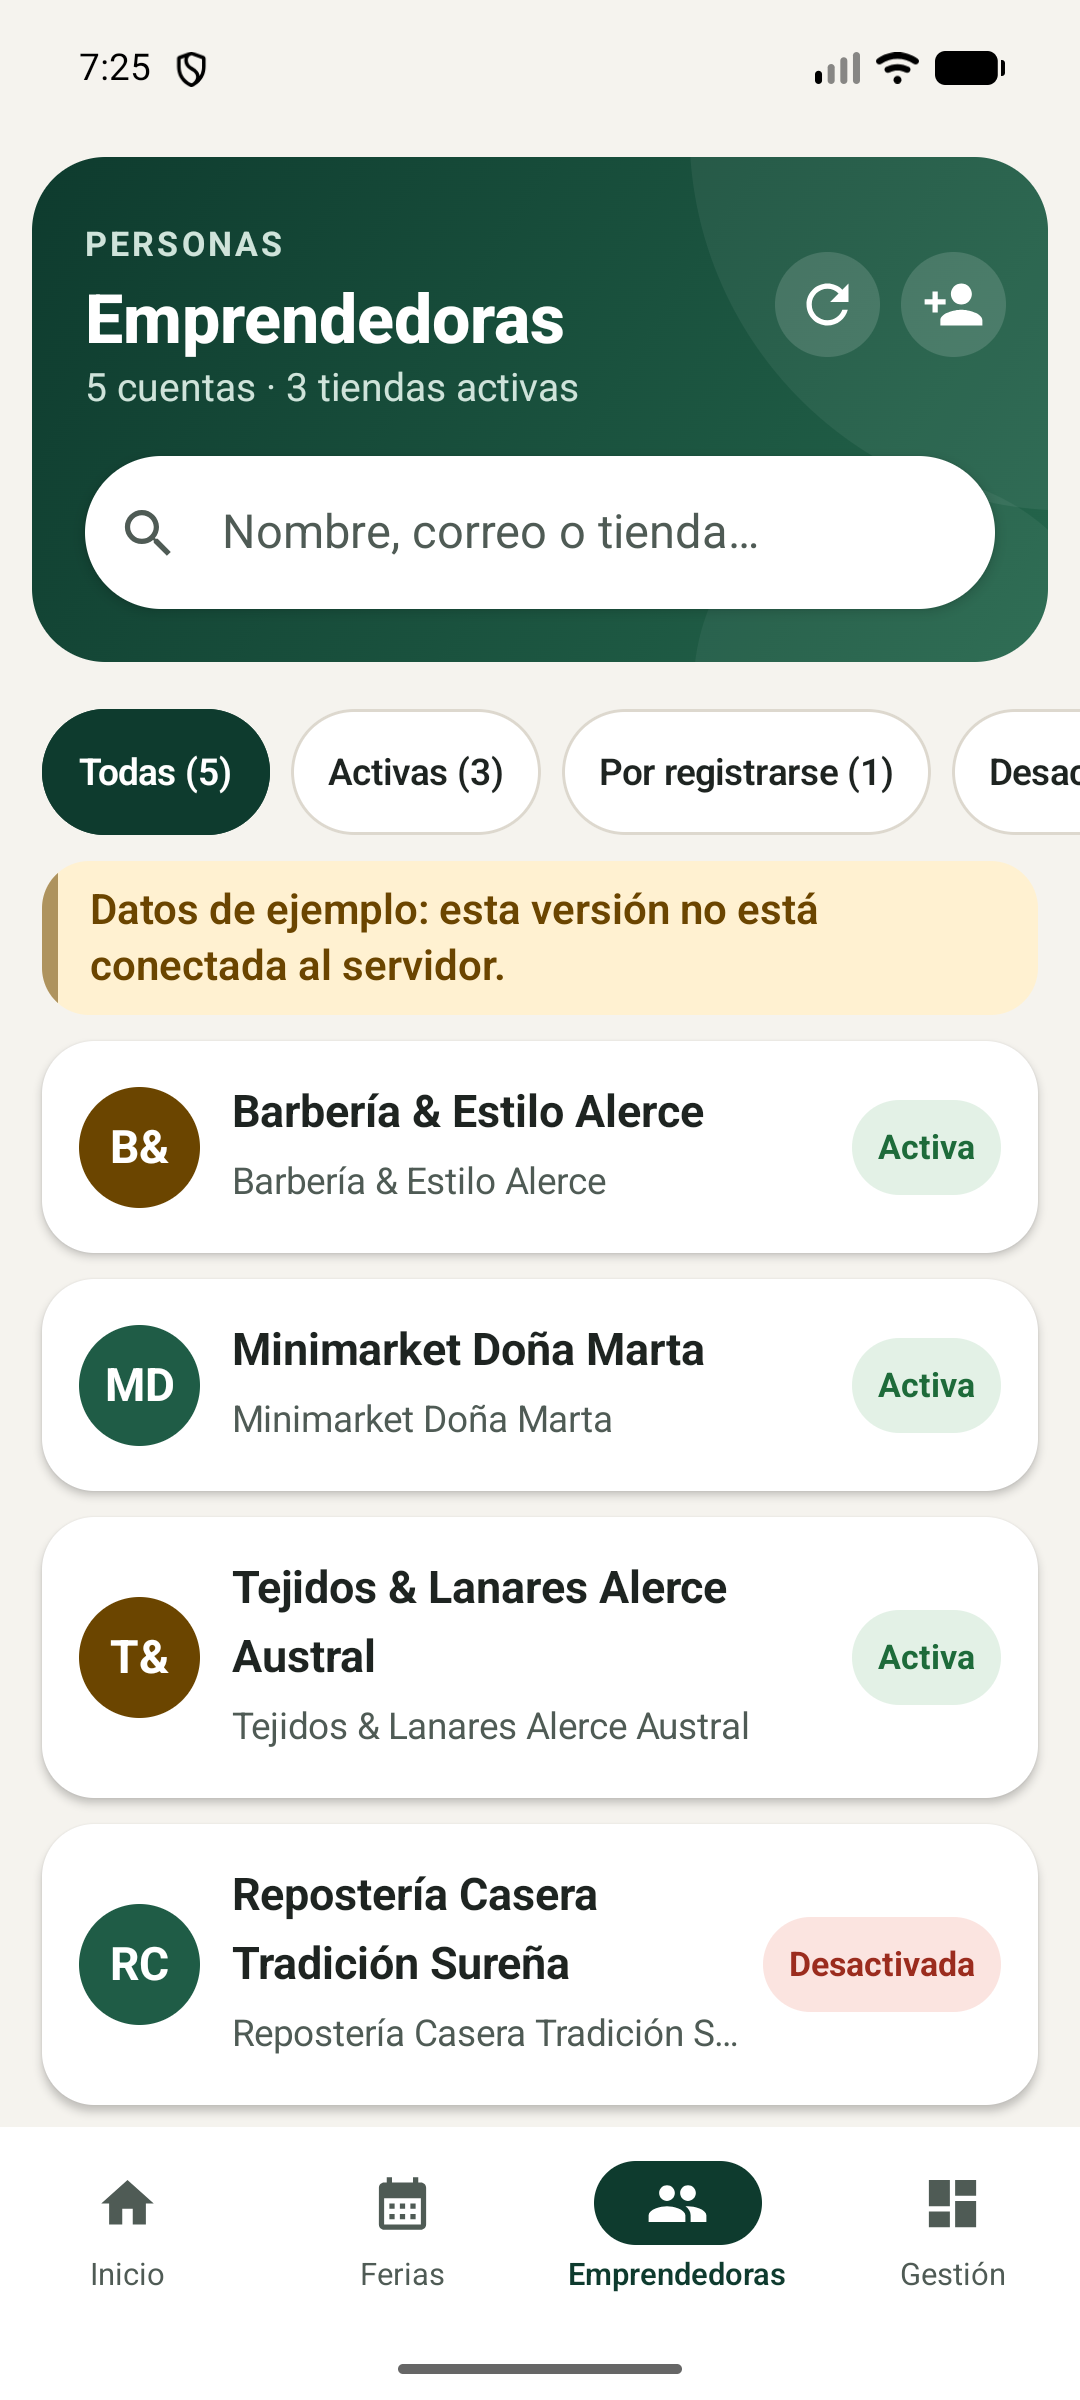 7:25
PERSONAS
Emprendedoras
5 cuentas · 3 tiendas activas
Nombre, correo o tienda...
Todas (5)
Activas (3)
Por registrarse (1)
Desac
Datos de ejemplo: esta versión no está
conectada al servidor.
B&
Barbería & Estilo Alerce
Barbería & Estilo Alerce
Activa
MD
Minimarket Doña Marta
Minimarket Doña Marta
Activa
T&
Tejidos & Lanares Alerce
Austral
Tejidos & Lanares Alerce Austral
Activa
RC
Repostería Casera
Tradición Sureña
Repostería Casera Tradición S...
Desactivada
Inicio
Ferias
Emprendedoras
Gestión